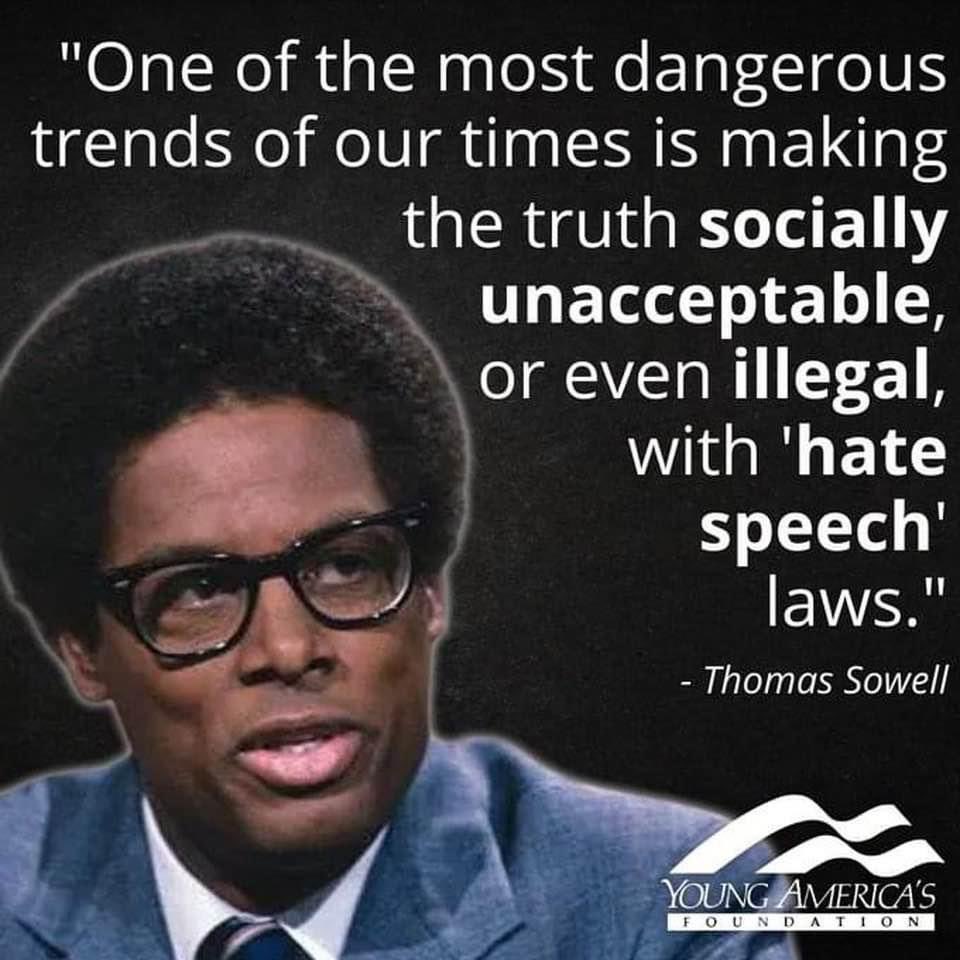 "One of the most dangerous
trends of our times is making
the truth socially
unacceptable,
or even illegal,
with 'hate
speech'
laws."
- Thomas Sowell
YOUNG AMERICA'S
FOUNDATION